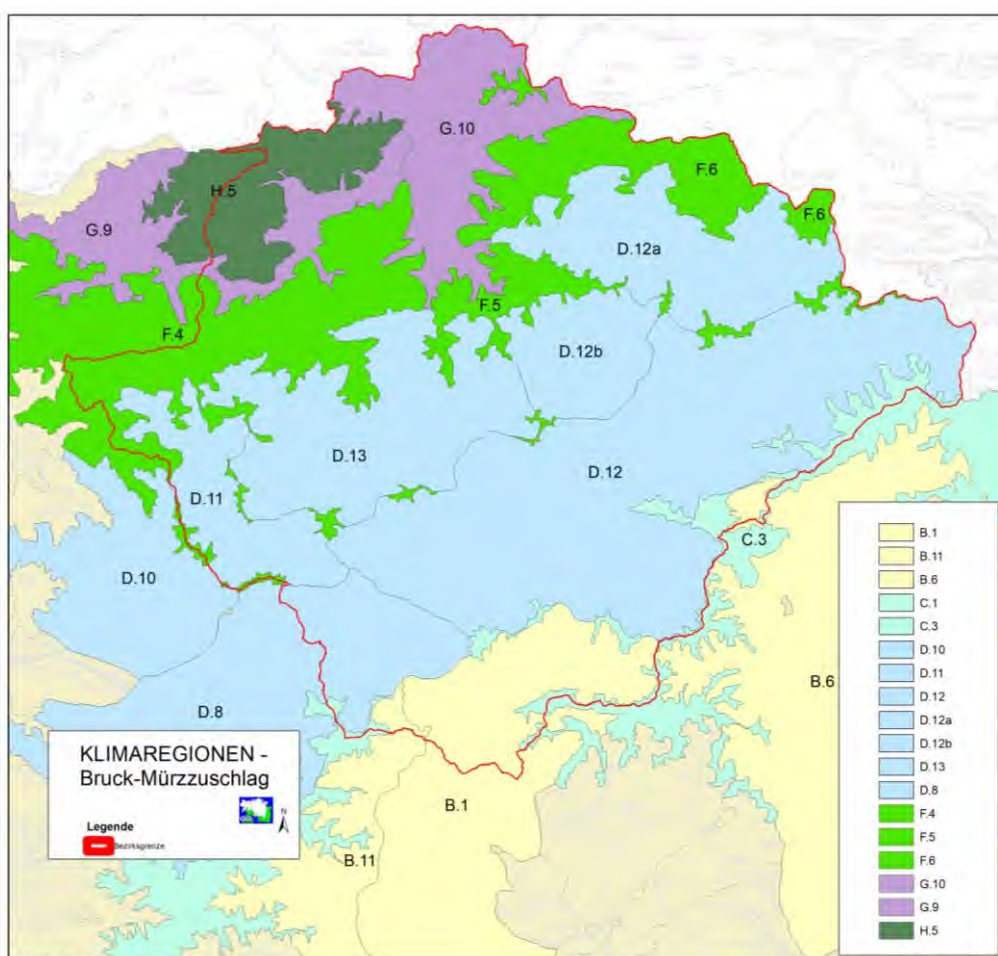 G.10
F.6
H.5
F.6
G.9
D.12a
F.5
F.4
D.12b
D.13
D.12
D.11
C.3
D.10
B.6
D.8
B.1
B.11
KLIMAREGIONEN -
Bruck-Mürzzuschlag
GIS
N
Legende
Bezirksgrenze
B.1
B.11
B.6
C.1
C.3
D.10
D.11
D.12
D.12a
D.12b
D.13
D.8
F.4
F.5
F.6
G.10
G.9
H.5